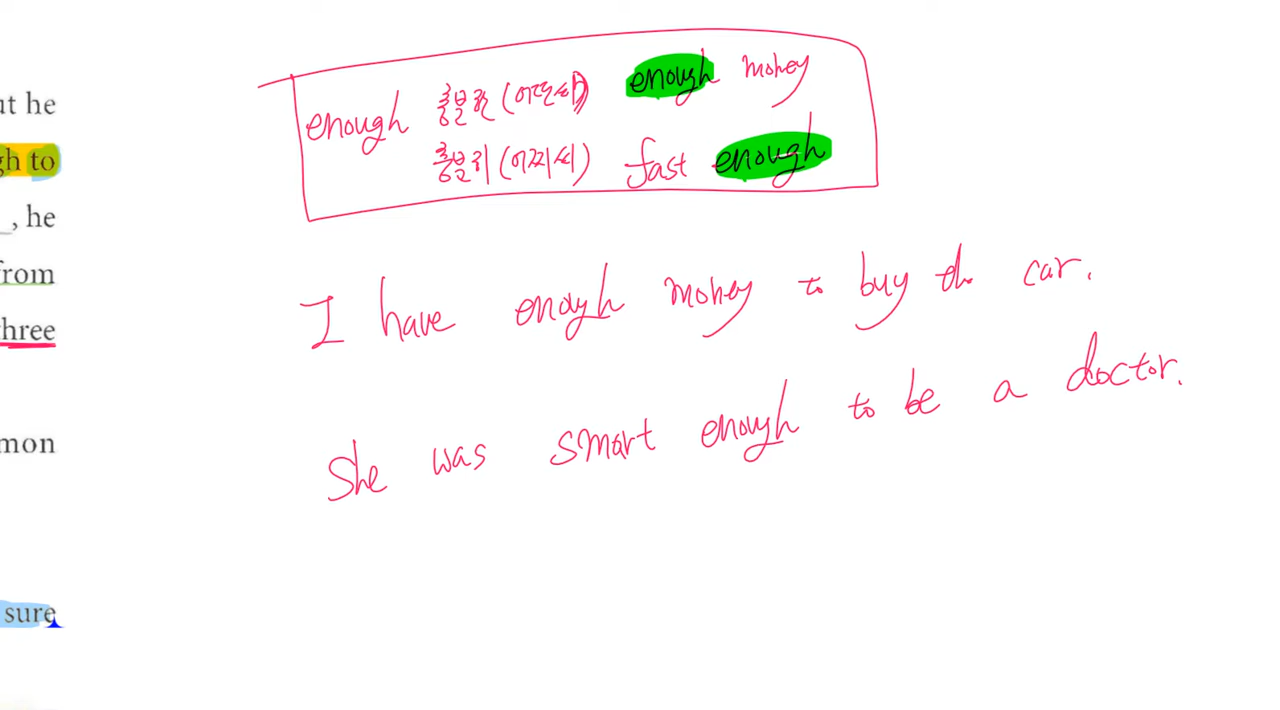 ut he
gh to
, he
from
three
mon
sure
enough 충분한 (어떤씨) enough money
충분히 (어찌씨) fast enough
I have enough money to buy the car.
She was smart enough to be a doctor.